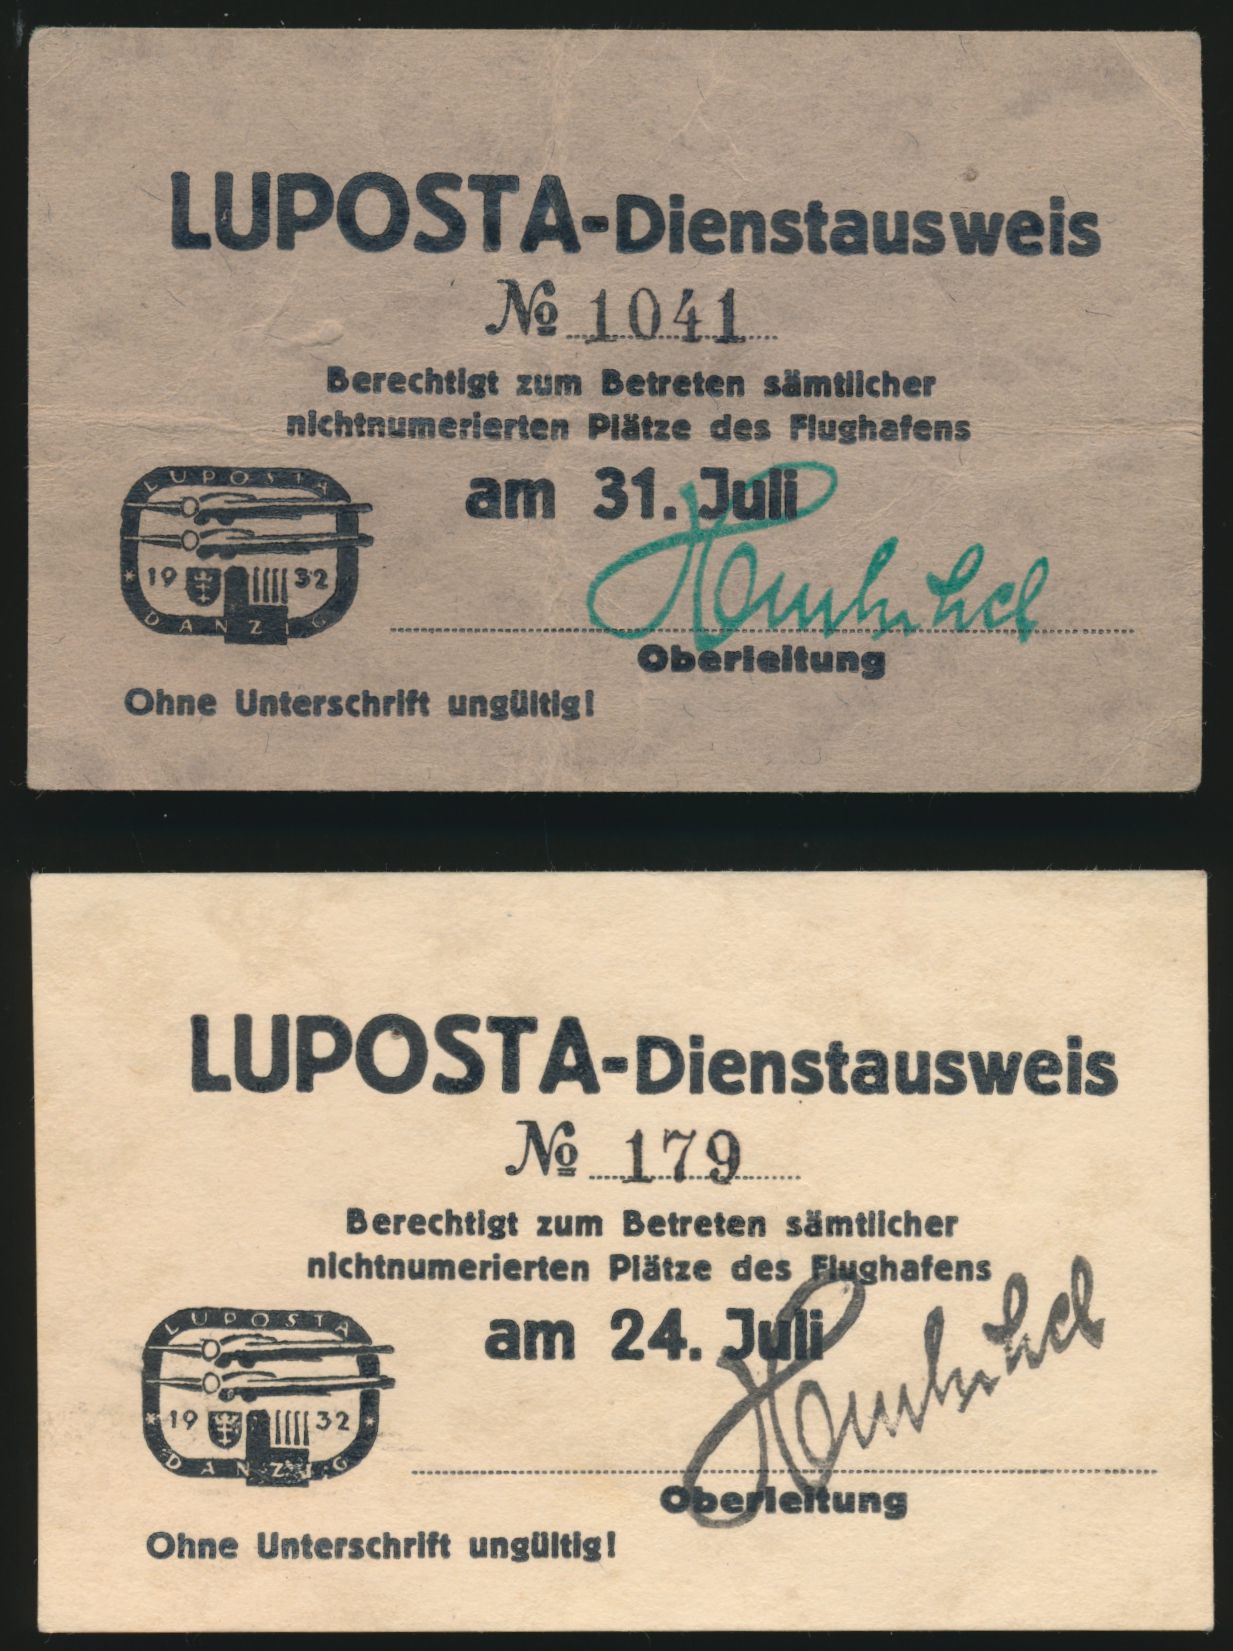 LUPOSTA-Dienstausweis
No 1041
Berechtigt zum Betreten sämtlicher
nichtnumerierten Plätze des Flughafens
am 31. Juli
LUPOSTA
19 32
DANZIG
Oberleitung
Ohne Unterschrift ungültig!
LUPOSTA-Dienstausweis
No 179
Berechtigt zum Betreten sämtlicher
nichtnumerierten Plätze des Flughafens
am 24. Juli
LUPOSTA
19 32
DANZIG
Oberleitung
Ohne Unterschrift ungültig!